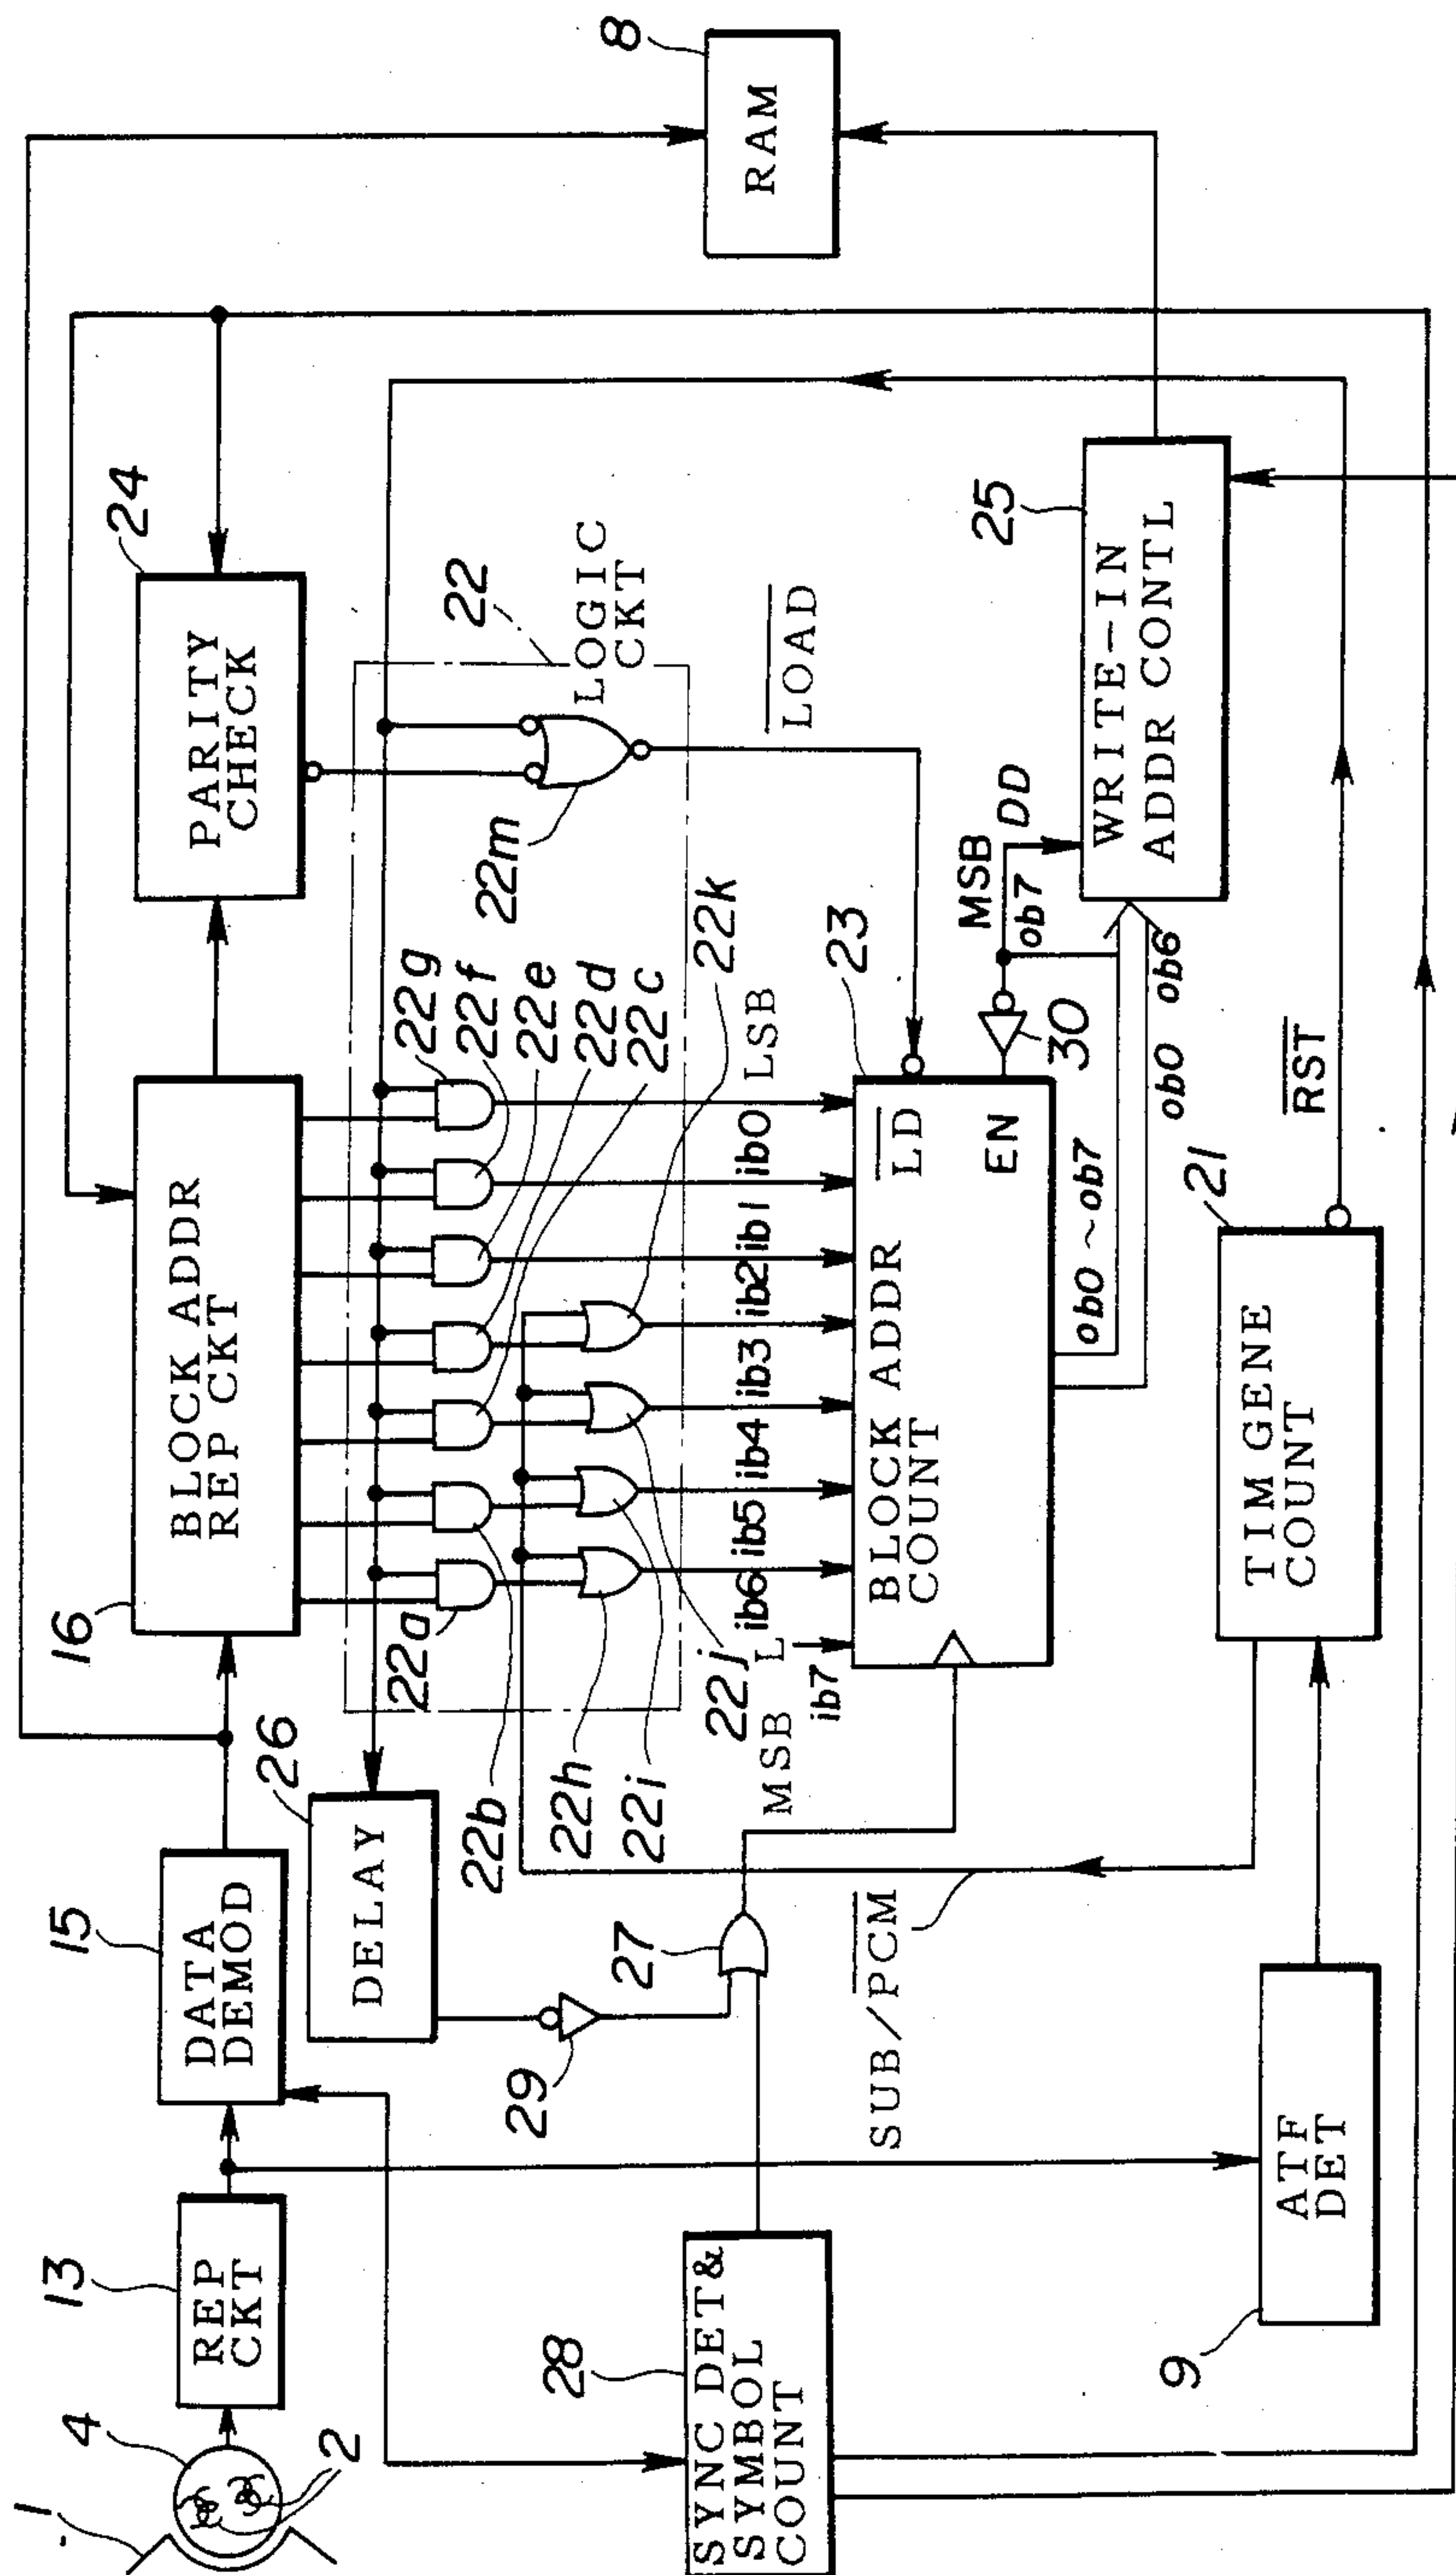 1
4
2
13
REP
CKT
15
DATA
DEMOD
16
BLOCK ADDR
REP CKT
24
PARITY
CHECK
8
RAM
26
DELAY
22
LOGIC
CKT
22a
22b
22g
22f
22e
22d
22c
22m
22h
22i
22j
22k
29
27
MSB
L
ib7
ib6
ib5
ib4
ib3
ib2
ib1
ib0
LSB
LOAD
23
BLOCK ADDR
COUNT
LD
EN
30
MSB
ob7
DD
ob0~ob7
ob0
ob6
25
WRITE-IN
ADDR CONTL
28
SYNC DET&
SYMBOL
COUNT
SUB/PCM
21
TIM GENE
COUNT
RST
9
ATF
DET